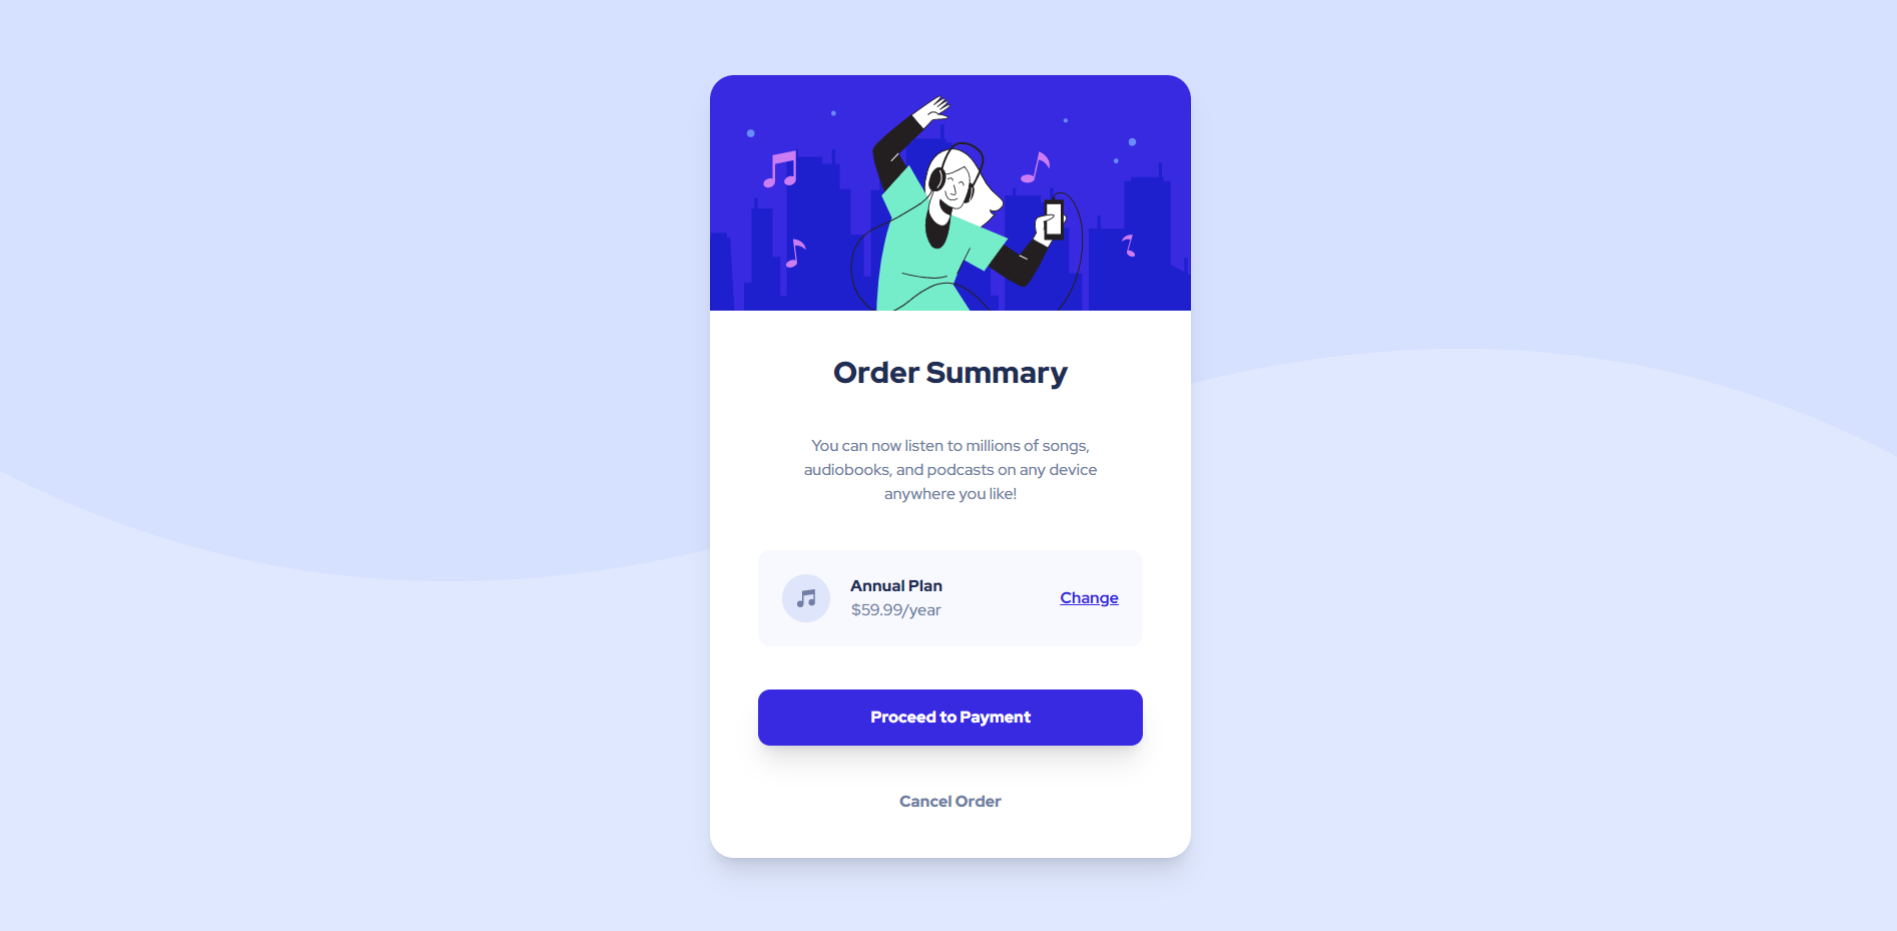 Order Summary
You can now listen to millions of songs,
audiobooks, and podcasts on any device
anywhere you like!
Annual Plan
$59.99/year
Change
Proceed to Payment
Cancel Order